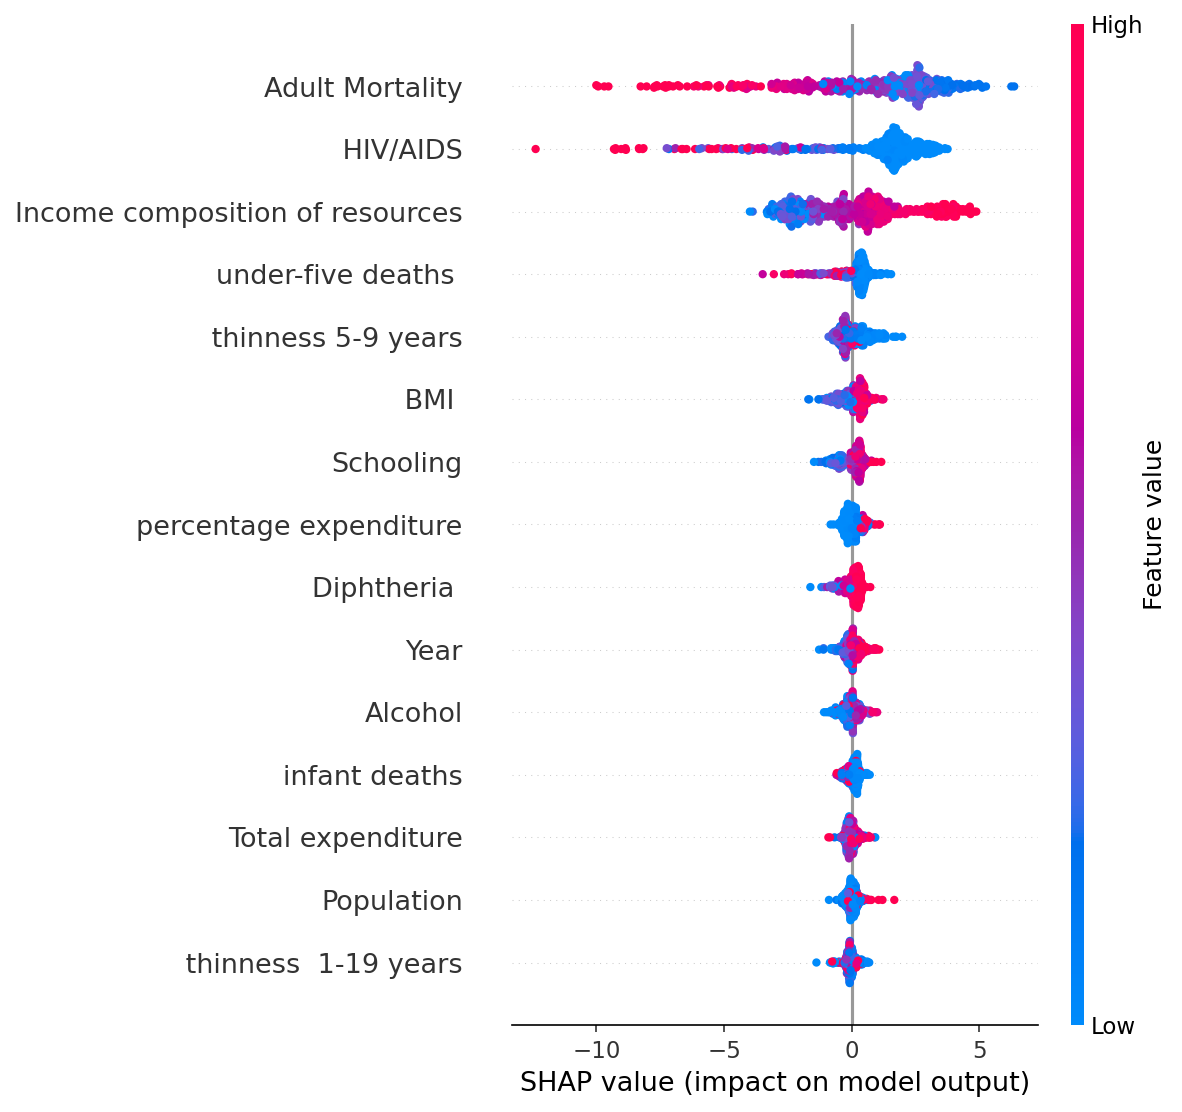 High
Adult Mortality
HIV/AIDS
Income composition of resources
under-five deaths
thinness 5-9 years
BMI
Schooling
percentage expenditure
Diphtheria
Year
Alcohol
infant deaths
Total expenditure
Population
thinness  1-19 years
Feature value
Low
−10 −5 0 5
SHAP value (impact on model output)